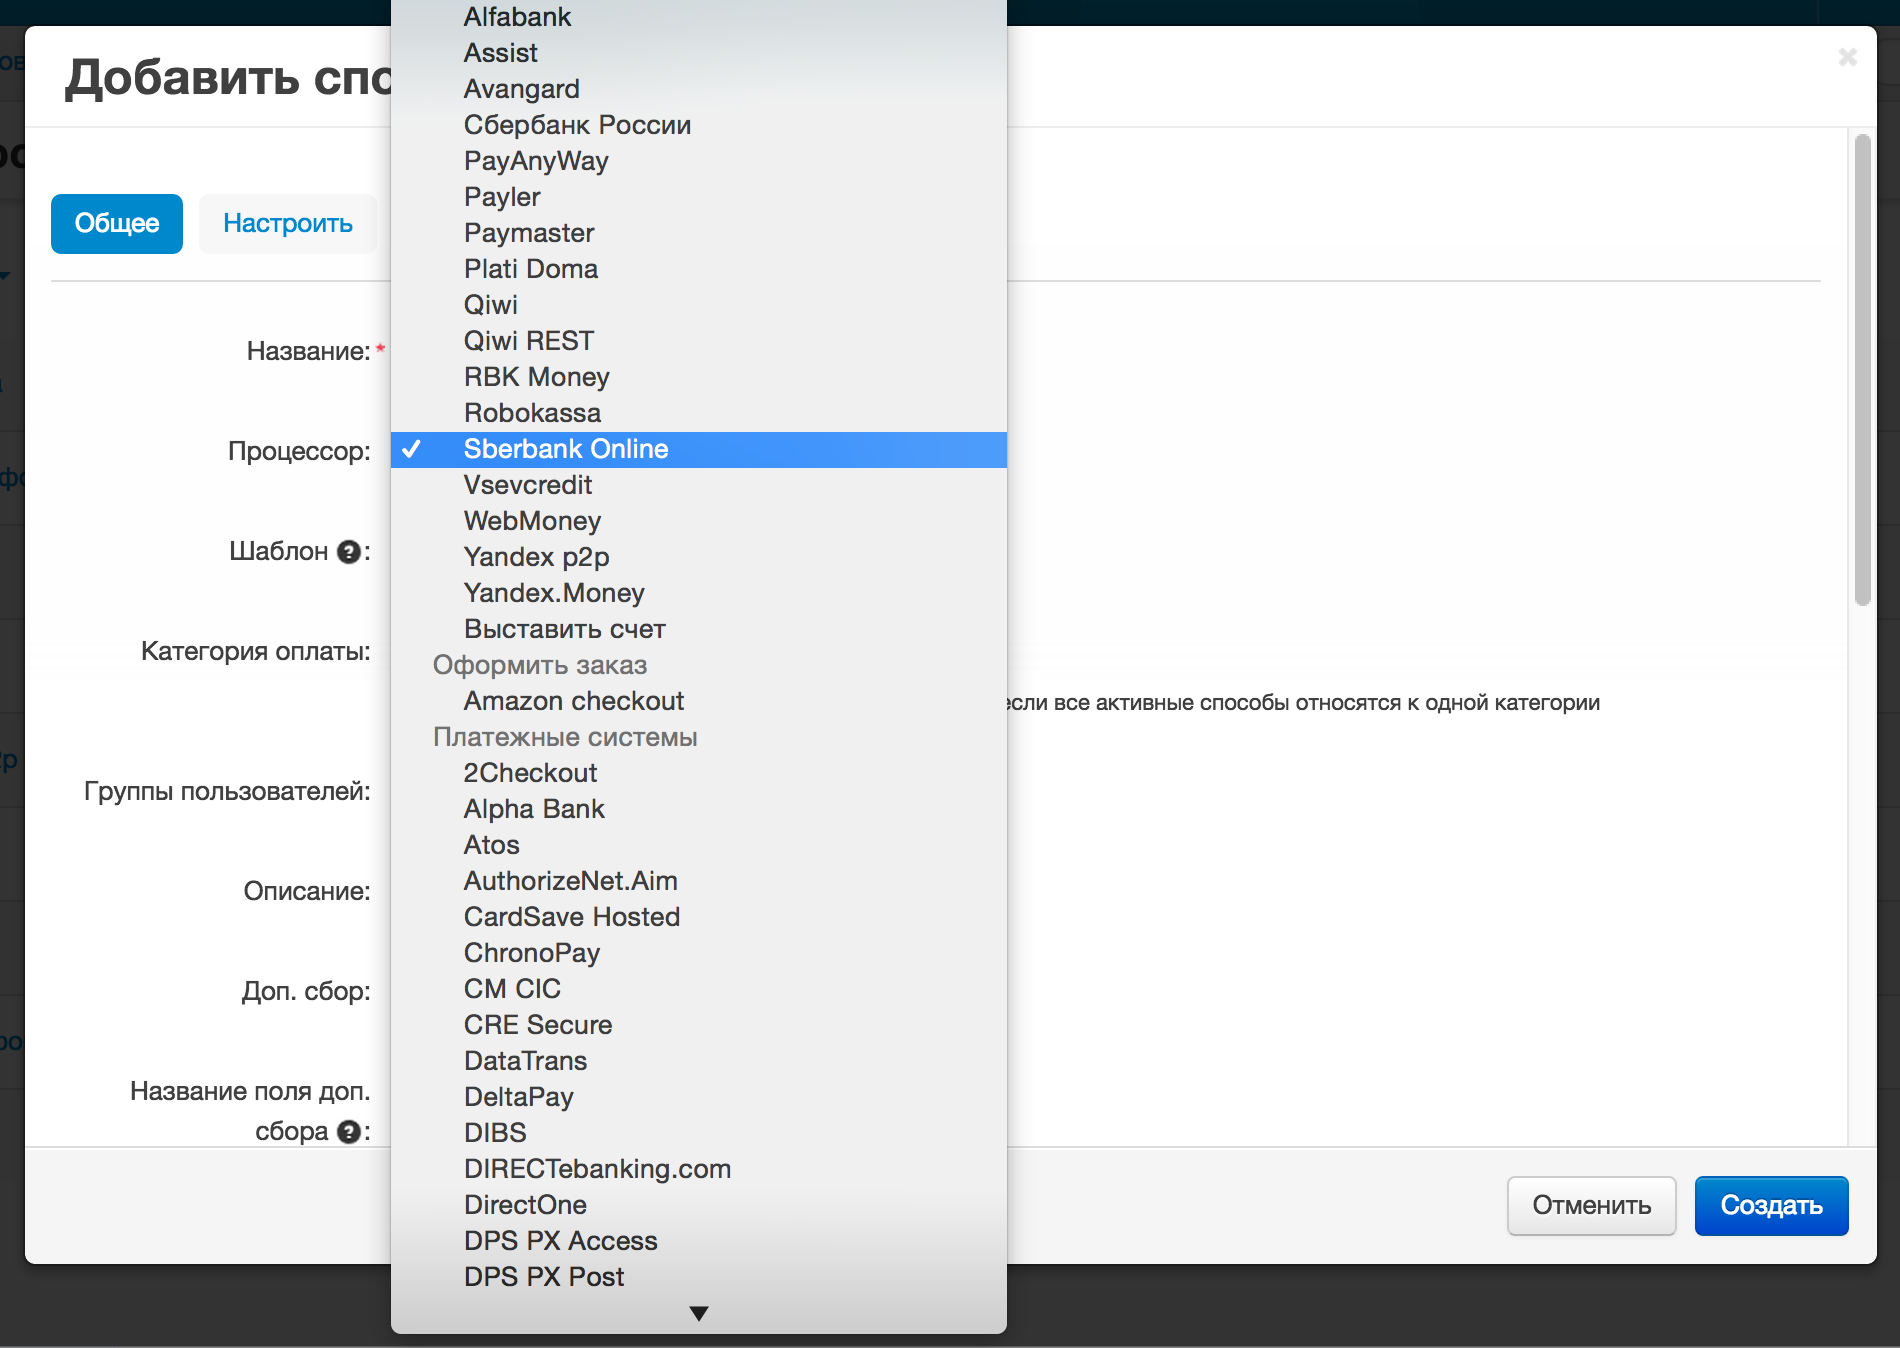 Добавить
Общее
Настроить
Название:*
Процессор:
Шаблон ?:
Категория оплаты:
если все активные способы относятся к одной категории
Группы пользователей:
Описание:
Доп. сбор:
Название поля доп.
сбора ?:
Alfabank
Assist
Avangard
Сбербанк России
PayAnyWay
Payler
Paymaster
Plati Doma
Qiwi
Qiwi REST
RBK Money
Robokassa
✓ Sberbank Online
Vsevcredit
WebMoney
Yandex p2p
Yandex.Money
Выставить счет
Оформить заказ
Amazon checkout
Платежные системы
2Checkout
Alpha Bank
Atos
AuthorizeNet.Aim
CardSave Hosted
ChronoPay
CM CIC
CRE Secure
DataTrans
DeltaPay
DIBS
DIRECTebanking.com
DirectOne
DPS PX Access
DPS PX Post
Отменить
Создать